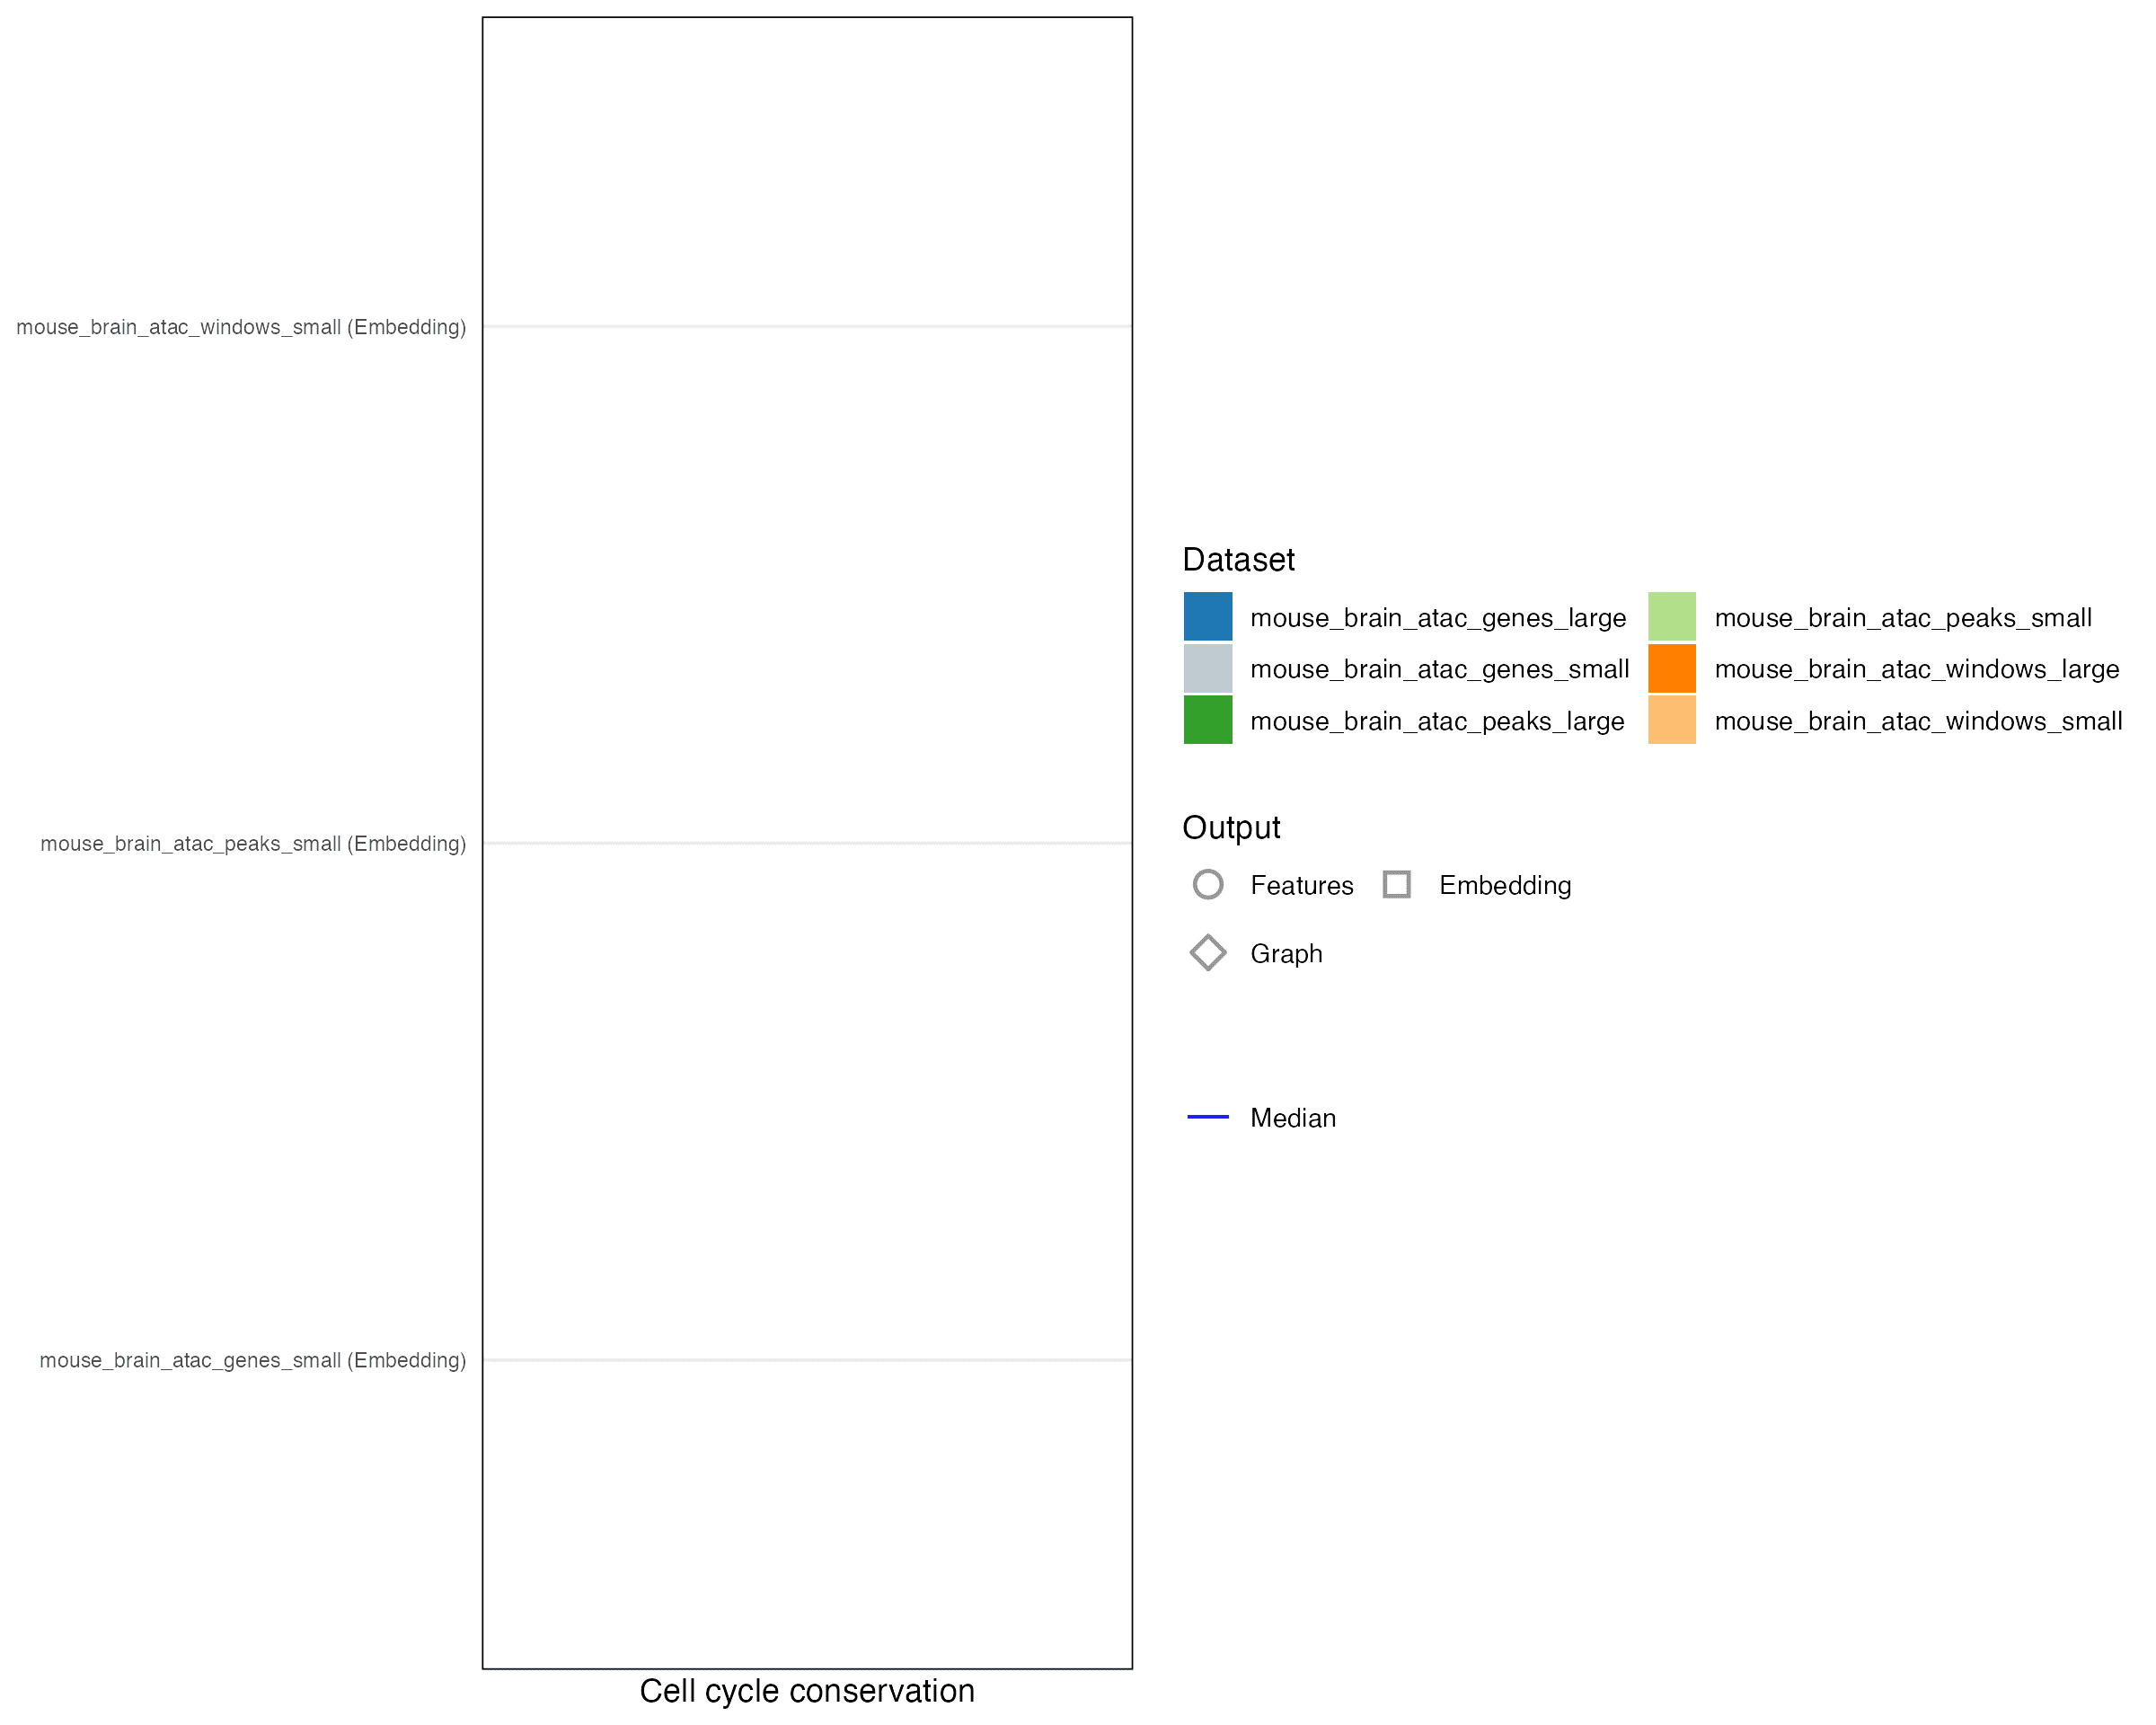 mouse_brain_atac_windows_small (Embedding)
mouse_brain_atac_peaks_small (Embedding)
mouse_brain_atac_genes_small (Embedding)
Cell cycle conservation
Dataset
mouse_brain_atac_genes_large
mouse_brain_atac_genes_small
mouse_brain_atac_peaks_large
mouse_brain_atac_peaks_small
mouse_brain_atac_windows_large
mouse_brain_atac_windows_small
Output
Features
Embedding
Graph
Median